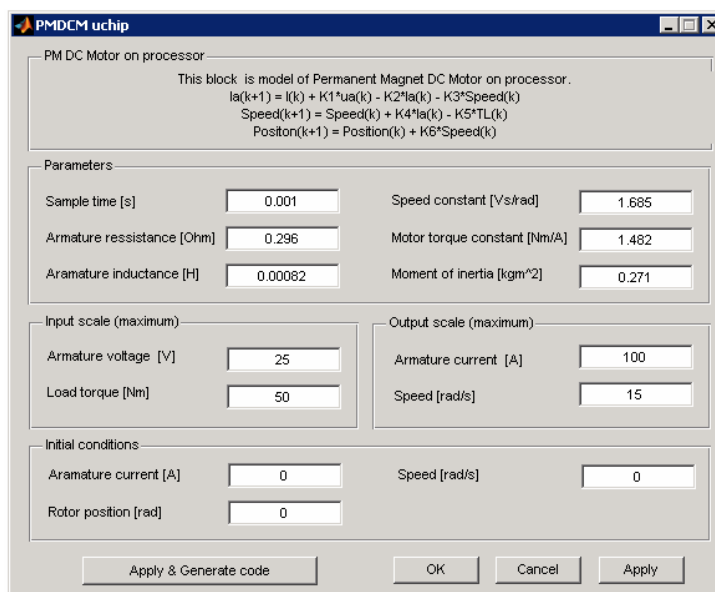 PMDCM uchip
PM DC Motor on processor
This block is model of Permanent Magnet DC Motor on processor.
Ia(k+1) = I(k) + K1*ua(k) - K2*Ia(k) - K3*Speed(k)
Speed(k+1) = Speed(k) + K4*Ia(k) - K5*TL(k)
Positon(k+1) = Position(k) + K6*Speed(k)
Parameters
Sample time [s] 0.001 Speed constant [Vs/rad] 1.685
Armature ressistance [Ohm] 0.296 Motor torque constant [Nm/A] 1.482
Aramature inductance [H] 0.00082 Moment of inertia [kgm^2] 0.271
Input scale (maximum)
Armature voltage [V] 25
Load torque [Nm] 50
Output scale (maximum)
Armature current [A] 100
Speed [rad/s] 15
Initial conditions
Aramature current [A] 0 Speed [rad/s] 0
Rotor position [rad] 0
Apply & Generate code OK Cancel Apply